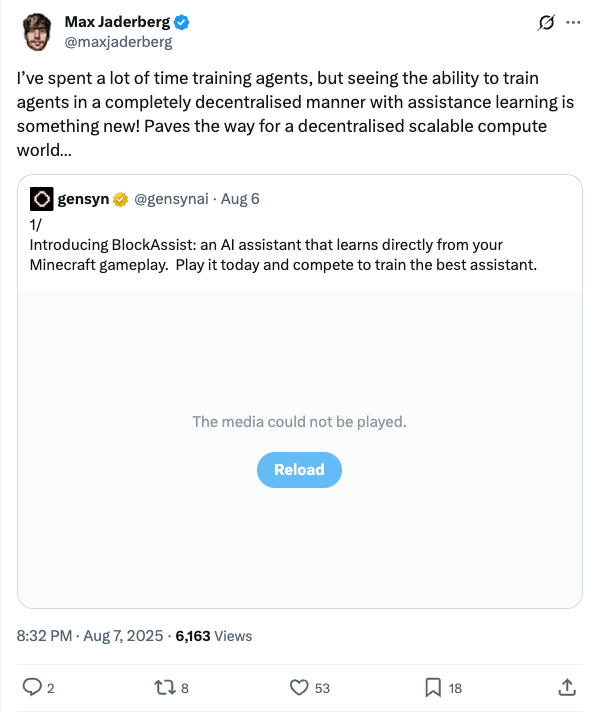 Max Jaderberg
@maxjaderberg
I’ve spent a lot of time training agents, but seeing the ability to train
agents in a completely decentralised manner with assistance learning is
something new! Paves the way for a decentralised scalable compute
world...
gensyn @gensynai · Aug 6
1/
Introducing BlockAssist: an AI assistant that learns directly from your
Minecraft gameplay.  Play it today and compete to train the best assistant.
The media could not be played.
Reload
8:32 PM · Aug 7, 2025 · 6,163 Views
2 8 53 18